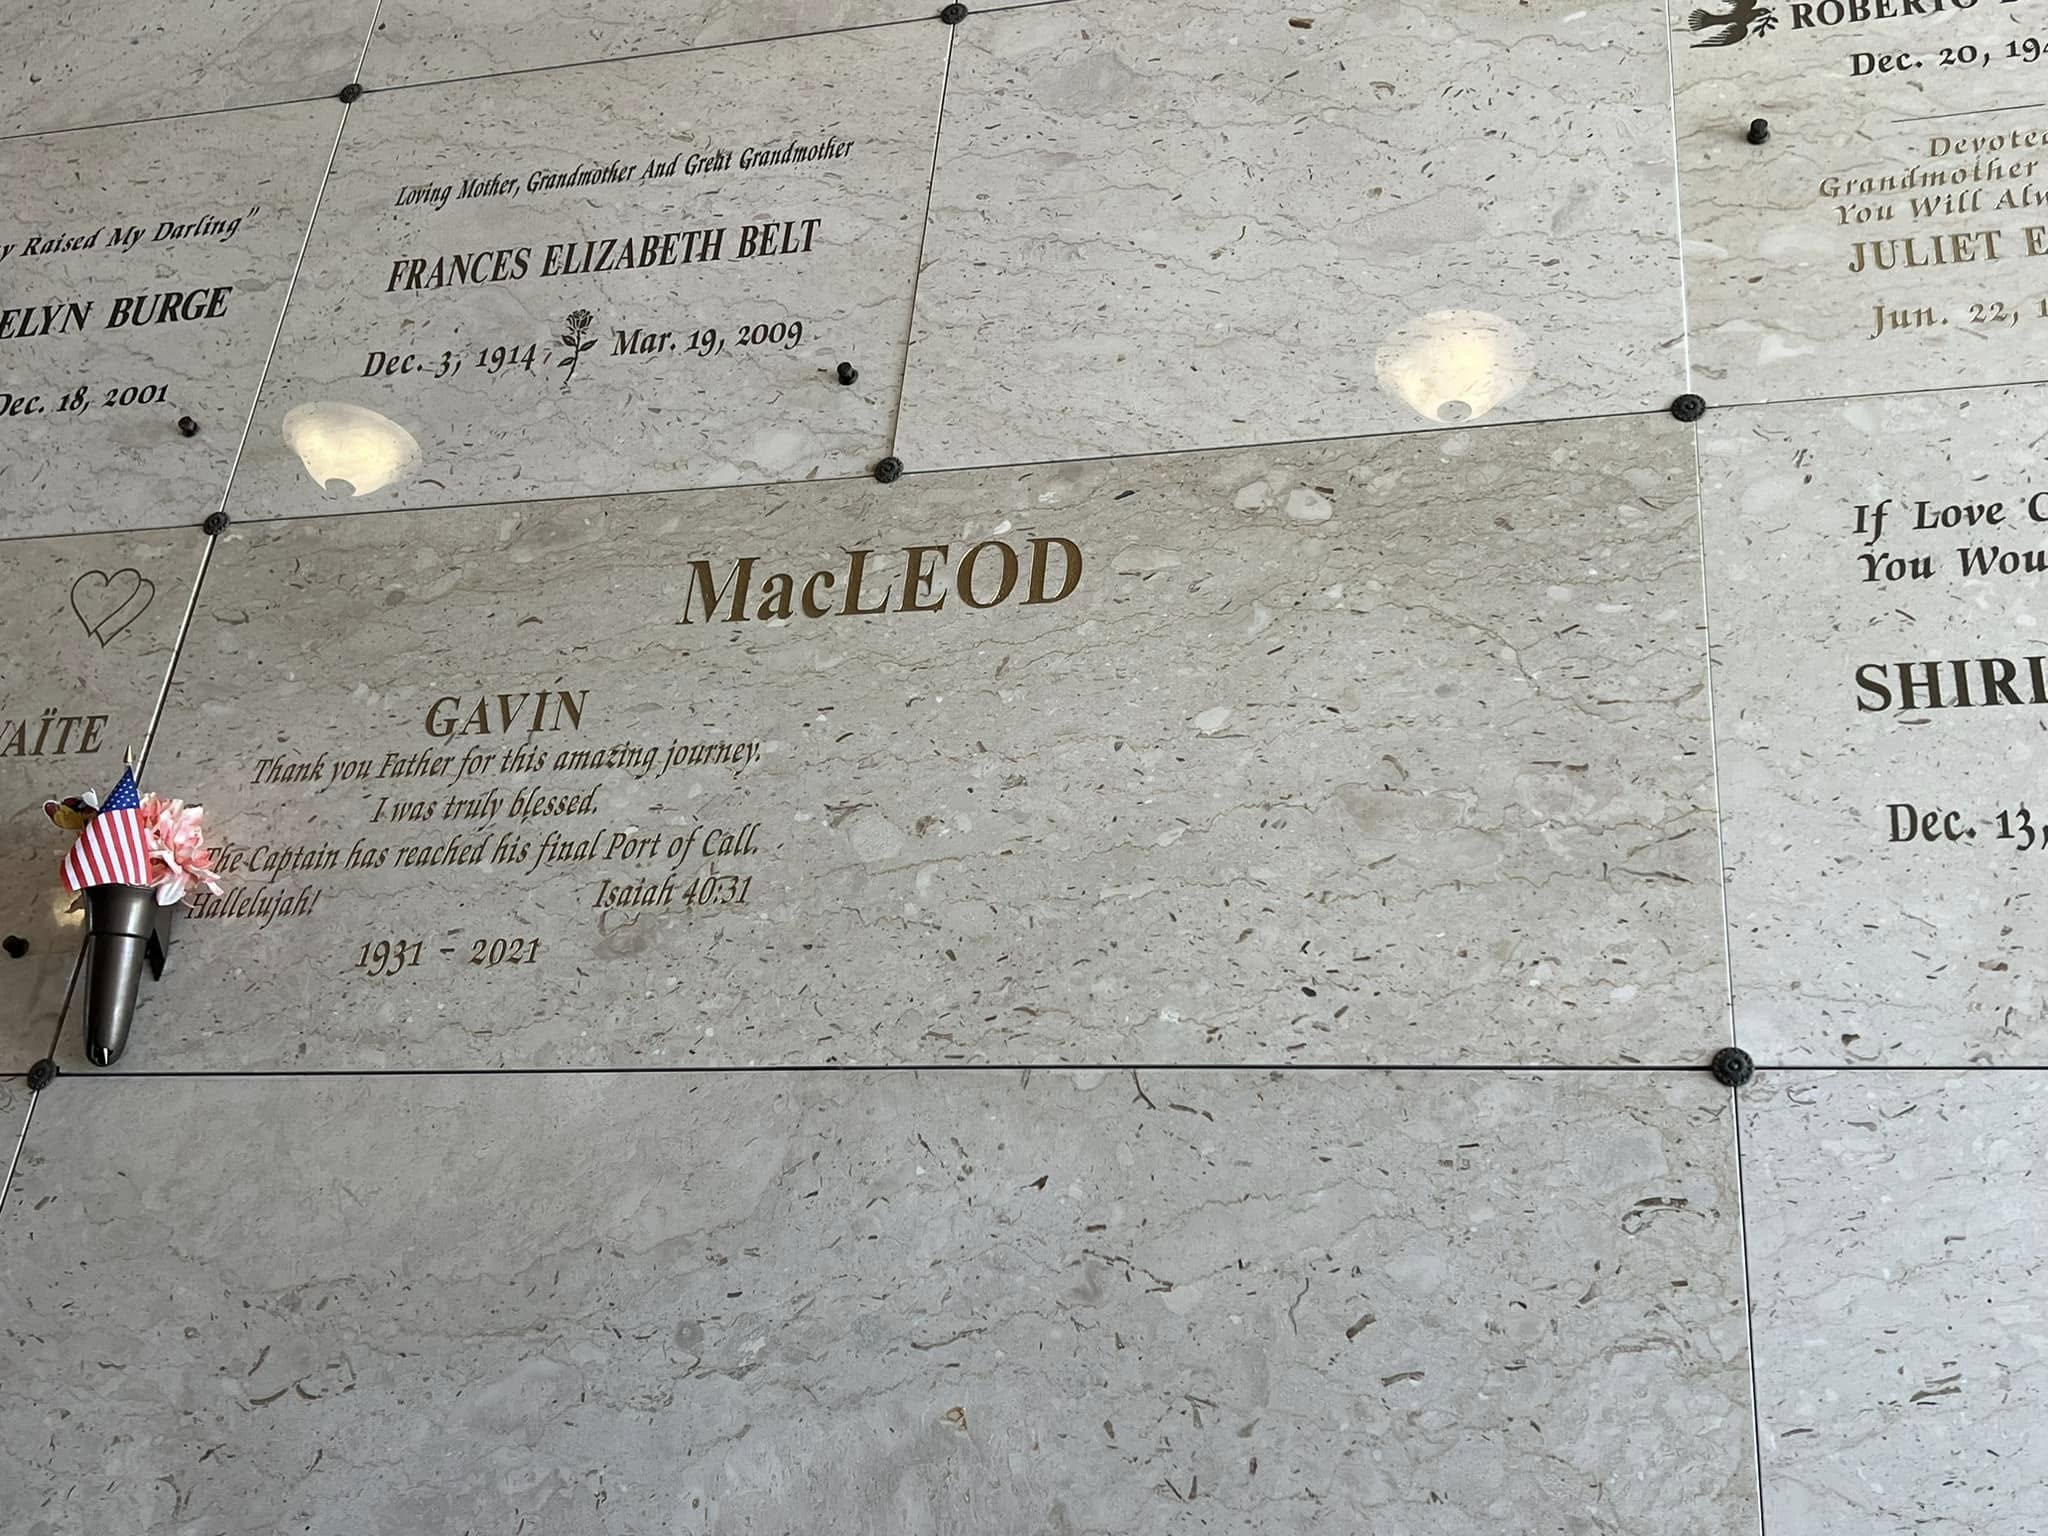 ROBERTO
Dec. 20, 194
Devoted
Grandmother
You Will Alw
JULIET E
Jun. 22, 1
Loving Mother, Grandmother And Great Grandmother
FRANCES ELIZABETH BELT
Dec. 3, 1914 Mar. 19, 2009
y Raised My Darling"
ELYN BURGE
Dec. 18, 2001
MacLEOD
GAVIN
Thank you Father for this amazing journey.
I was truly blessed.
The Captain has reached his final Port of Call.
Hallelujah! Isaiah 40:31
1931 - 2021
AÏTE
If Love C
You Wou
SHIRL
Dec. 13,